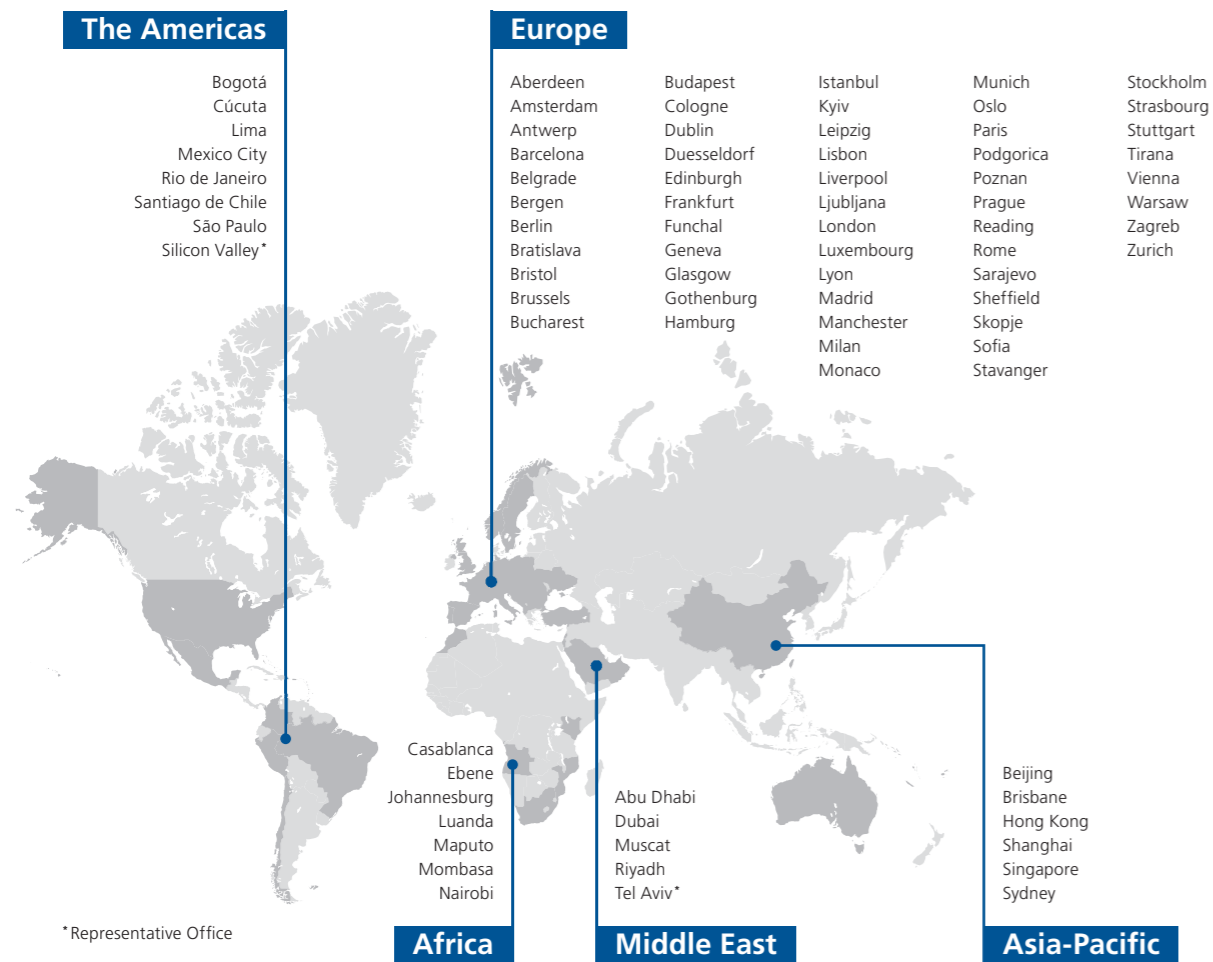 The Americas
Bogotá
Cúcuta
Lima
Mexico City
Rio de Janeiro
Santiago de Chile
São Paulo
Silicon Valley*
Europe
Aberdeen
Amsterdam
Antwerp
Barcelona
Belgrade
Bergen
Berlin
Bratislava
Bristol
Brussels
Bucharest
Budapest
Cologne
Dublin
Duesseldorf
Edinburgh
Frankfurt
Funchal
Geneva
Glasgow
Gothenburg
Hamburg
Istanbul
Kyiv
Leipzig
Lisbon
Liverpool
Ljubljana
London
Luxembourg
Lyon
Madrid
Manchester
Milan
Monaco
Munich
Oslo
Paris
Podgorica
Poznan
Prague
Reading
Rome
Sarajevo
Sheffield
Skopje
Sofia
Stavanger
Stockholm
Strasbourg
Stuttgart
Tirana
Vienna
Warsaw
Zagreb
Zurich
Casablanca
Ebene
Johannesburg
Luanda
Maputo
Mombasa
Nairobi
Africa
Abu Dhabi
Dubai
Muscat
Riyadh
Tel Aviv*
Middle East
Beijing
Brisbane
Hong Kong
Shanghai
Singapore
Sydney
Asia-Pacific
*Representative Office